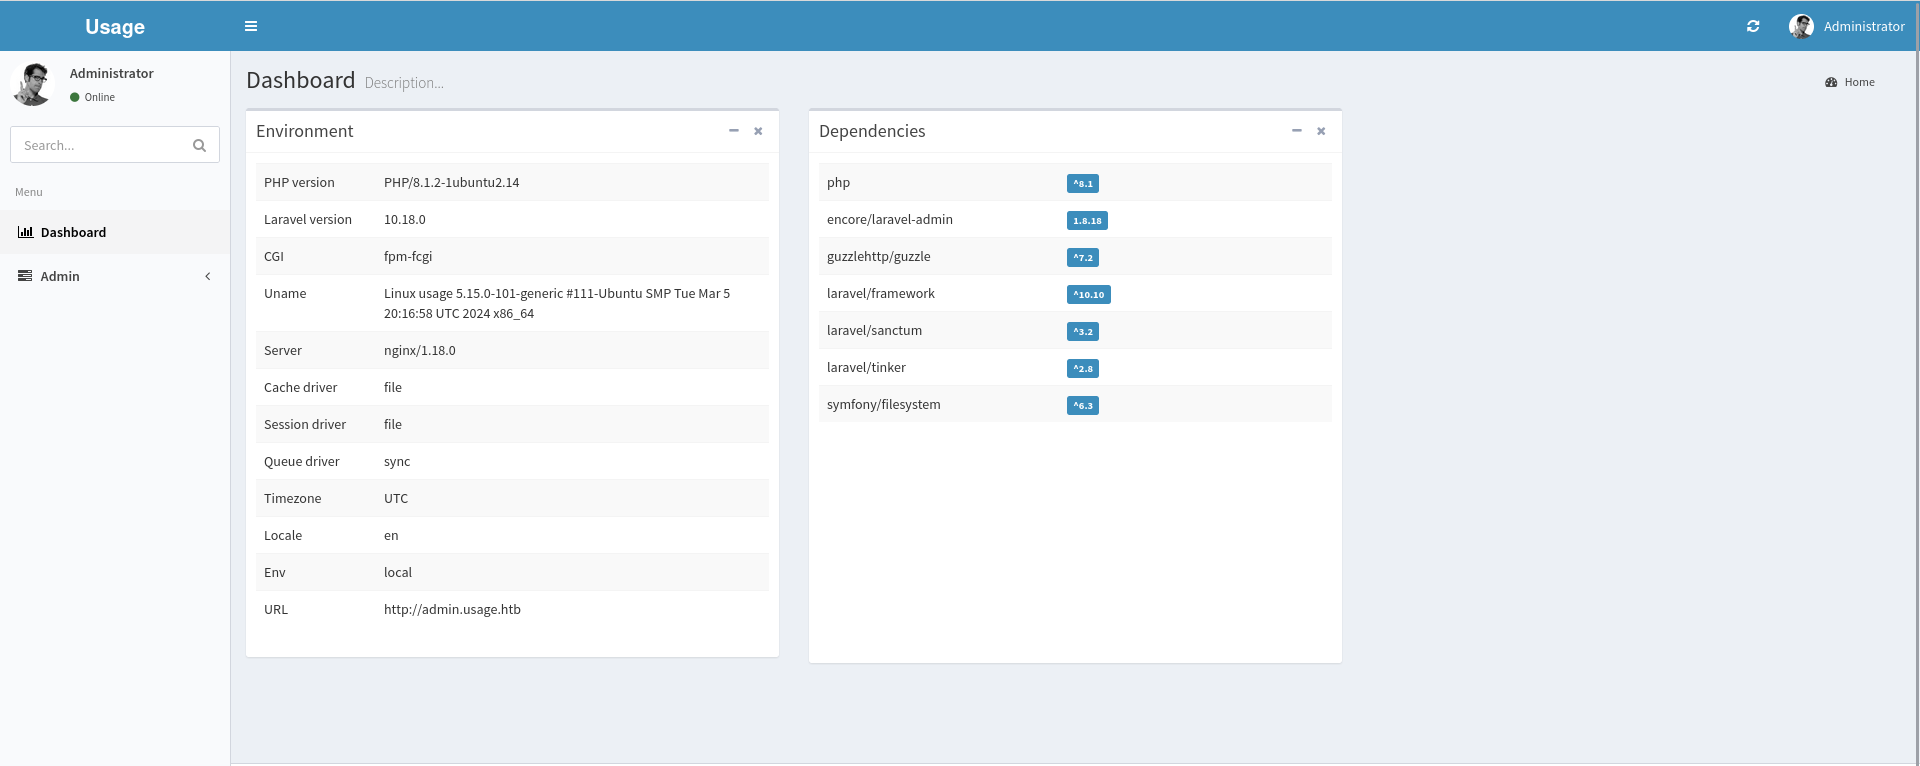 Usage
Administrator
Administrator
Online
Search...
Menu
Dashboard
Admin
Dashboard Description...
Home
Environment
PHP version PHP/8.1.2-1ubuntu2.14
Laravel version 10.18.0
CGI fpm-fcgi
Uname Linux usage 5.15.0-101-generic #111-Ubuntu SMP Tue Mar 5
20:16:58 UTC 2024 x86_64
Server nginx/1.18.0
Cache driver file
Session driver file
Queue driver sync
Timezone UTC
Locale en
Env local
URL http://admin.usage.htb
Dependencies
php ^8.1
encore/laravel-admin 1.8.18
guzzlehttp/guzzle ^7.2
laravel/framework ^10.10
laravel/sanctum ^3.2
laravel/tinker ^2.8
symfony/filesystem ^6.3